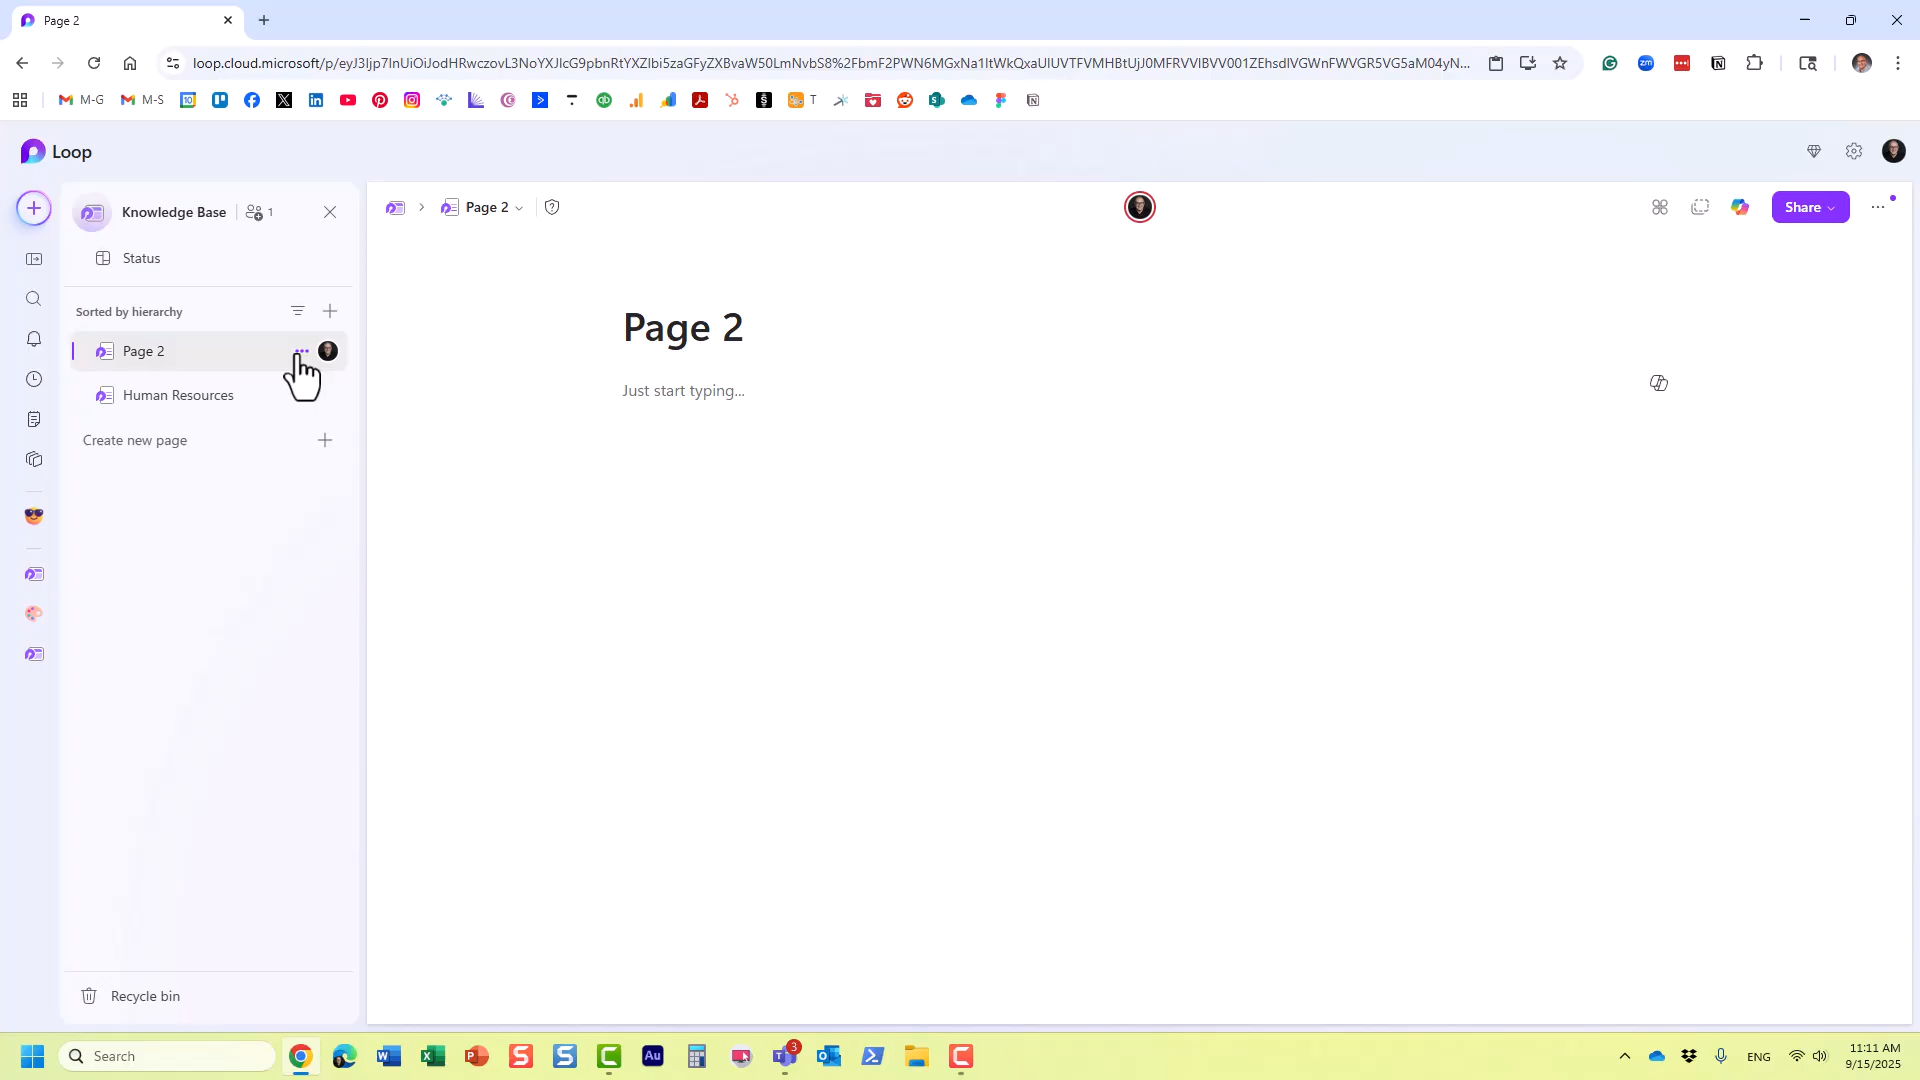 Page 2
loop.cloud.microsoft/p/
M-G
M-S
T
Loop
Knowledge Base
1
Page 2
Share
Status
Sorted by hierarchy
Page 2
Page 2
Just start typing...
Human Resources
Create new page
Recycle bin
Search
3
ENG
11:11 AM
9/15/2025